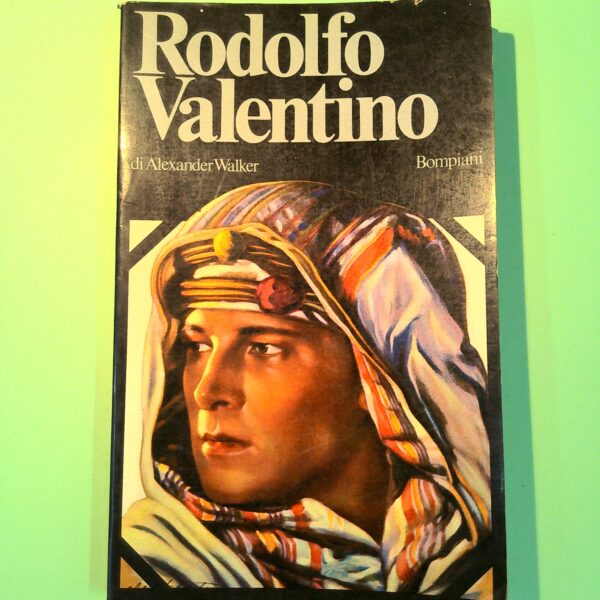 Rodolfo
Valentino
di Alexander Walker
Bompiani